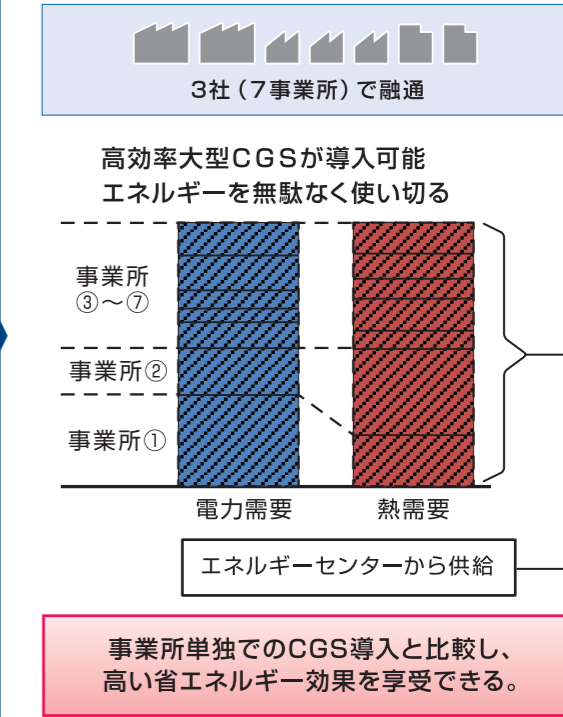 3社（7事業所）で融通
高効率大型CGSが導入可能
エネルギーを無駄なく使い切る
事業所
③～⑦
事業所②
事業所①
電力需要
熱需要
エネルギーセンターから供給
事業所単独でのCGS導入と比較し、
高い省エネルギー効果を享受できる。